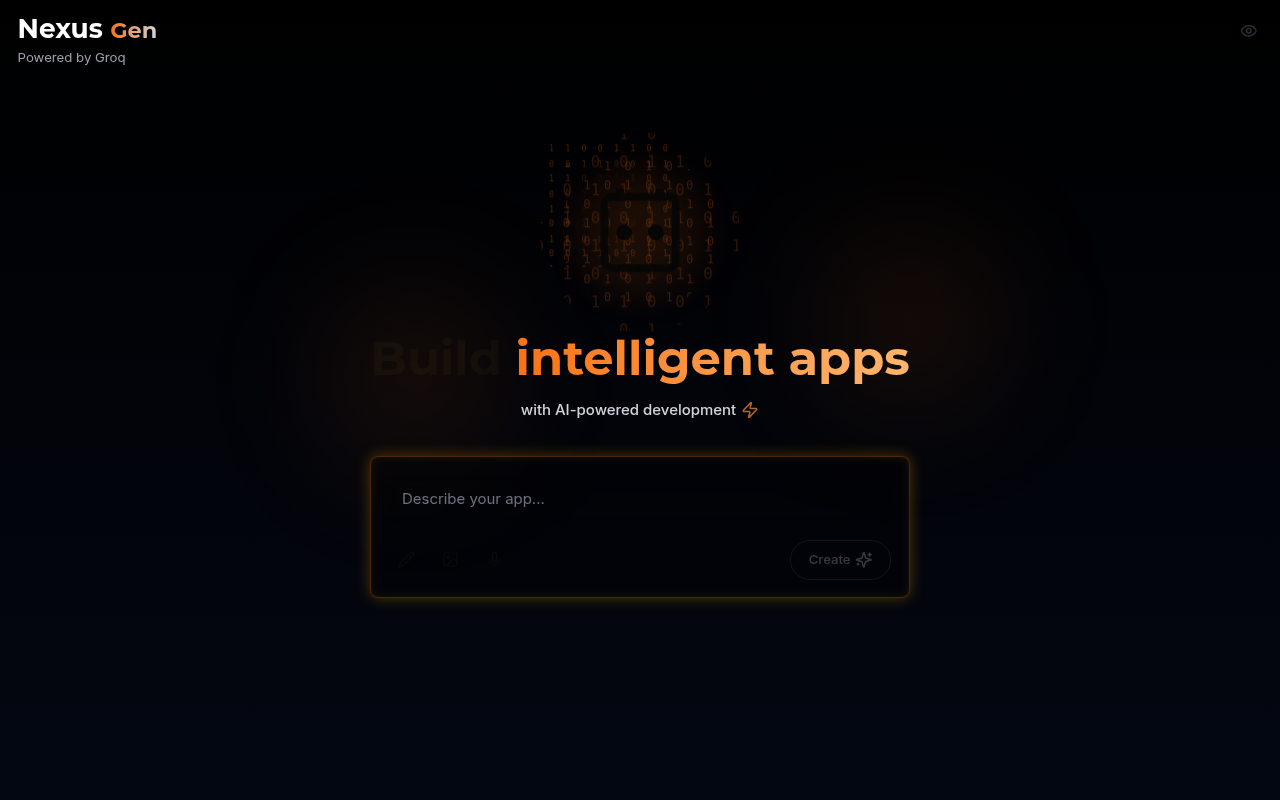 Nexus Gen
Powered by Groq
Build intelligent apps
with AI-powered development
Describe your app...
Create